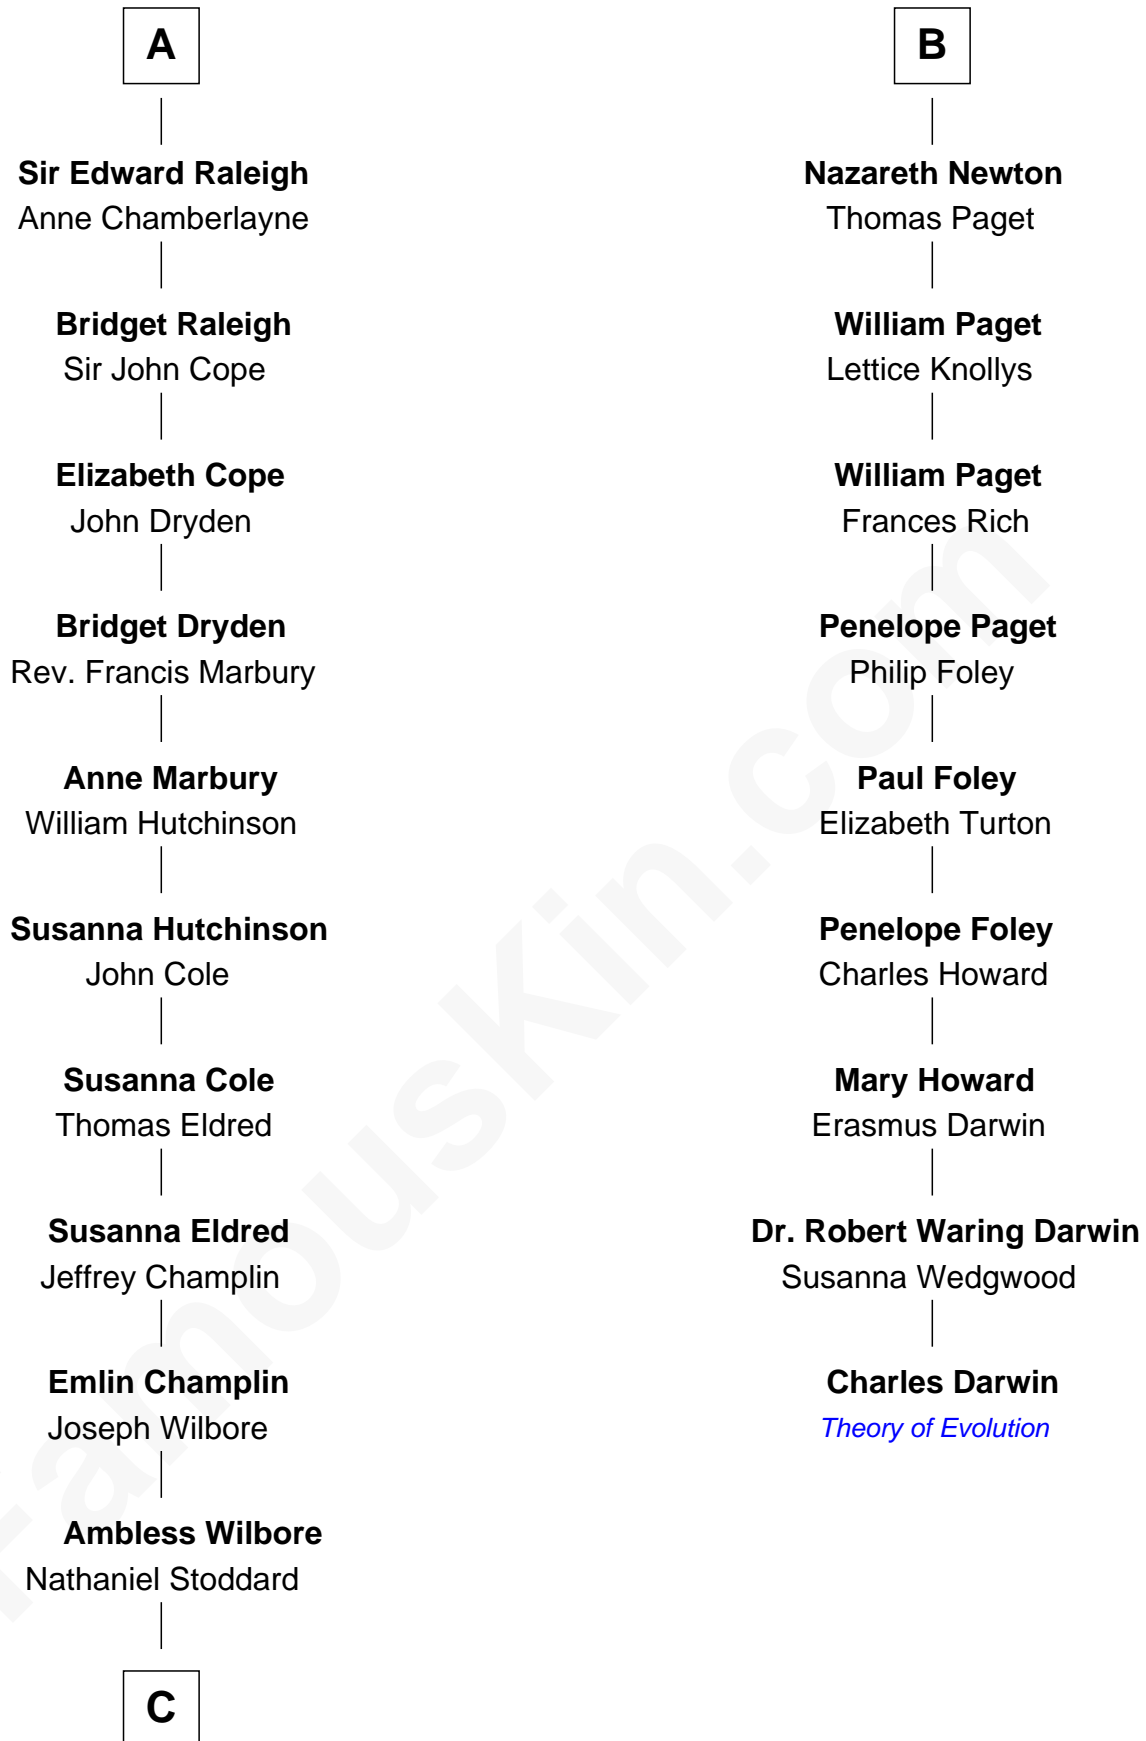 A
Sir Edward Raleigh
Anne Chamberlayne
Bridget Raleigh
Sir John Cope
Elizabeth Cope
John Dryden
Bridget Dryden
Rev. Francis Marbury
Anne Marbury
William Hutchinson
Susanna Hutchinson
John Cole
Susanna Cole
Thomas Eldred
Susanna Eldred
Jeffrey Champlin
Emlin Champlin
Joseph Wilbore
Ambless Wilbore
Nathaniel Stoddard
C
B
Nazareth Newton
Thomas Paget
William Paget
Lettice Knollys
William Paget
Frances Rich
Penelope Paget
Philip Foley
Paul Foley
Elizabeth Turton
Penelope Foley
Charles Howard
Mary Howard
Erasmus Darwin
Dr. Robert Waring Darwin
Susanna Wedgwood
Charles Darwin
Theory of Evolution
FamousKin.com